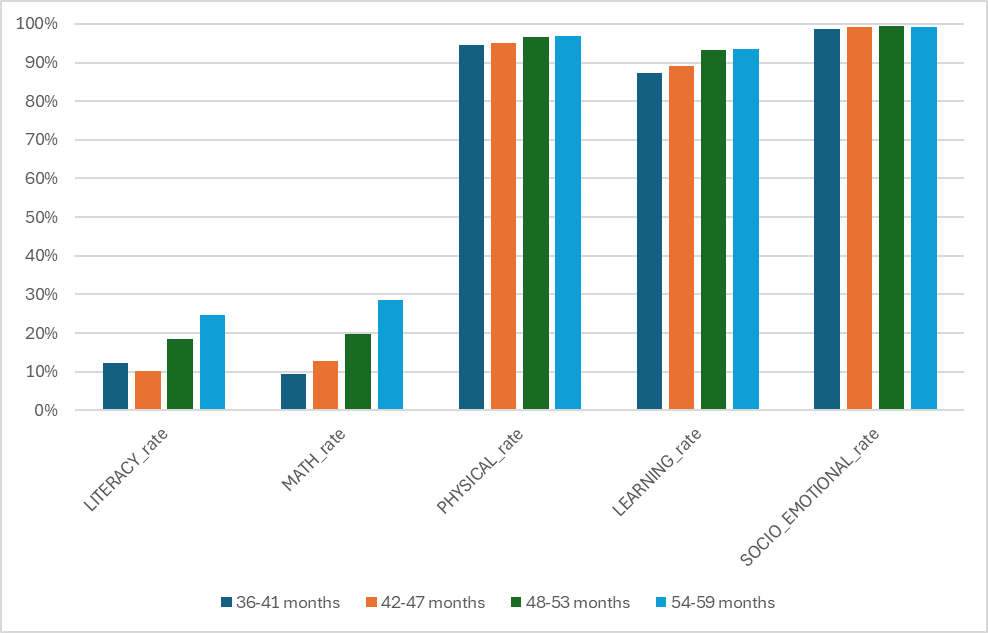 100%
90%
80%
70%
60%
50%
40%
30%
20%
10%
0%
LITERACY_rate
MATH_rate
PHYSICAL_rate
LEARNING_rate
SOCIO_EMOTIONAL_rate
36-41 months
42-47 months
48-53 months
54-59 months